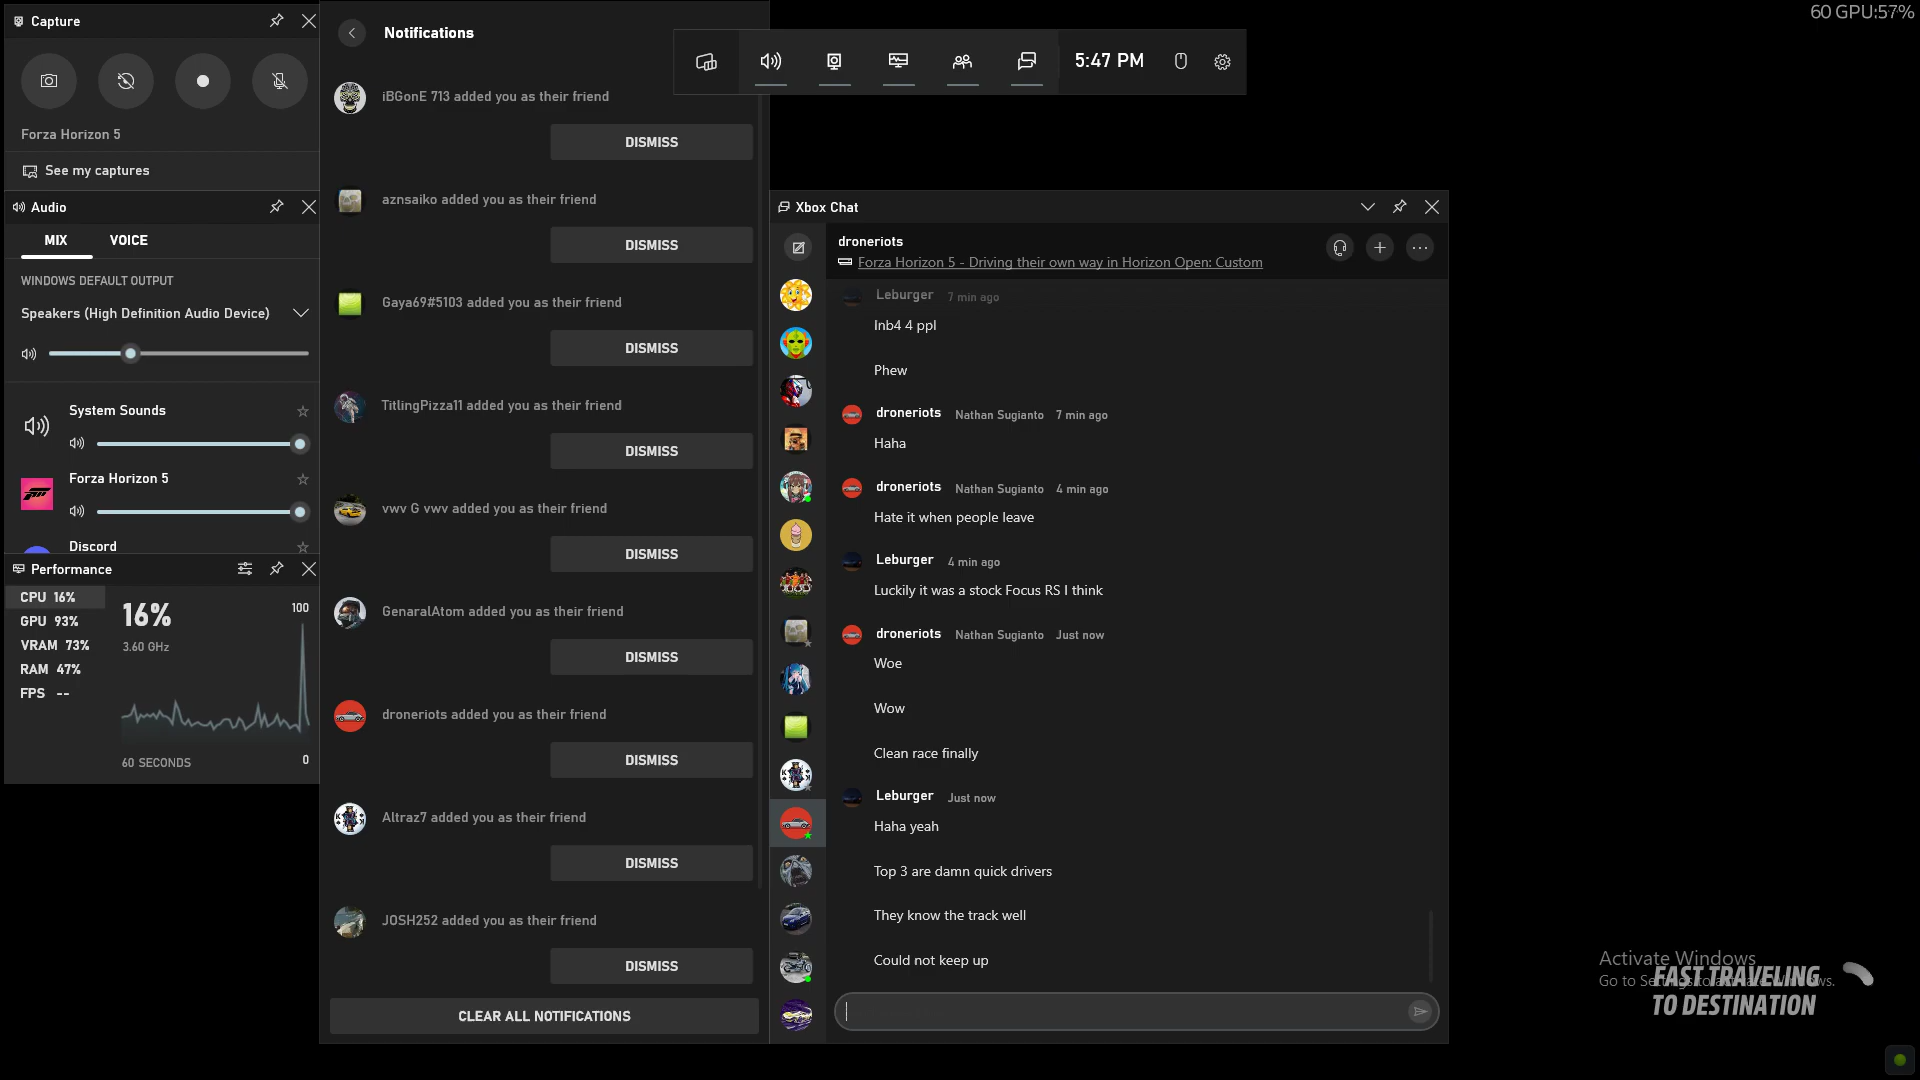 Capture
Forza Horizon 5
See my captures
Audio
MIX VOICE
WINDOWS DEFAULT OUTPUT
Speakers (High Definition Audio Device)
System Sounds
Forza Horizon 5
Discord
Performance
CPU 16%
GPU 93%
VRAM 73%
RAM 47%
FPS --
16%
3.60 GHz
100
60 SECONDS
0
Notifications
iBGonE 713 added you as their friend
DISMISS
aznsaiko added you as their friend
DISMISS
Gaya69#5103 added you as their friend
DISMISS
TitlingPizza11 added you as their friend
DISMISS
vwv G vwv added you as their friend
DISMISS
GenaralAtom added you as their friend
DISMISS
droneriots added you as their friend
DISMISS
Altraz7 added you as their friend
DISMISS
JOSH252 added you as their friend
DISMISS
CLEAR ALL NOTIFICATIONS
5:47 PM
60 GPU:57%
Xbox Chat
droneriots
Forza Horizon 5 - Driving their own way in Horizon Open: Custom
Leburger 7 min ago
Inb4 4 ppl
Phew
droneriots Nathan Sugianto 7 min ago
Haha
droneriots Nathan Sugianto 4 min ago
Hate it when people leave
Leburger 4 min ago
Luckily it was a stock Focus RS I think
droneriots Nathan Sugianto Just now
Woe
Wow
Clean race finally
Leburger Just now
Haha yeah
Top 3 are damn quick drivers
They know the track well
Could not keep up
Activate Windows
Go to Settings to activate Windows.
FAST TRAVELING
TO DESTINATION